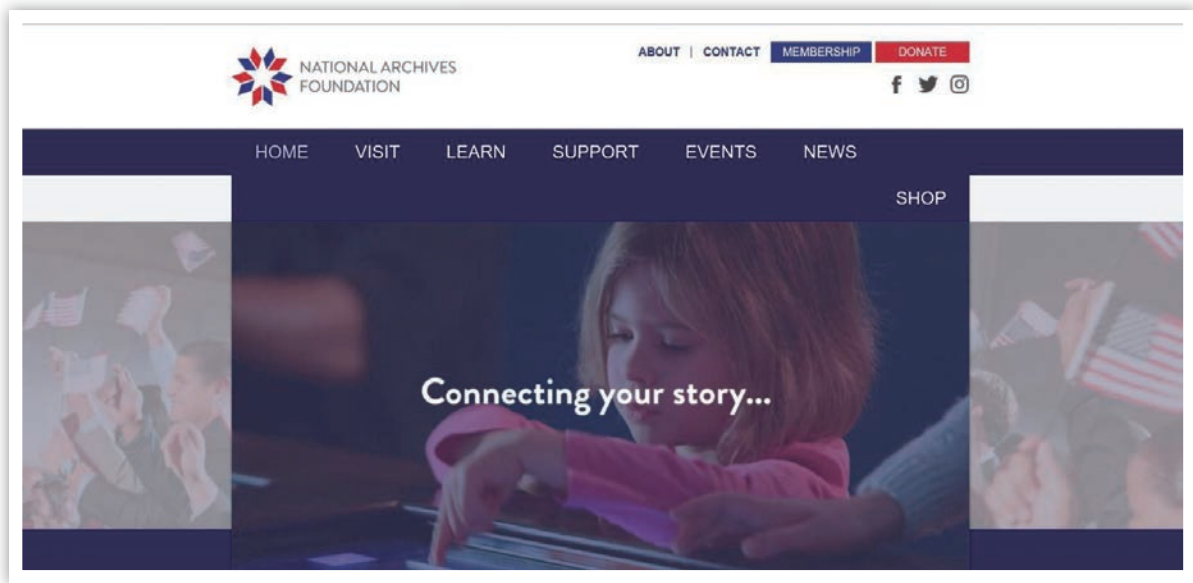 NATIONAL ARCHIVES
FOUNDATION
ABOUT | CONTACT MEMBERSHIP DONATE
HOME VISIT LEARN SUPPORT EVENTS NEWS
SHOP
Connecting your story...